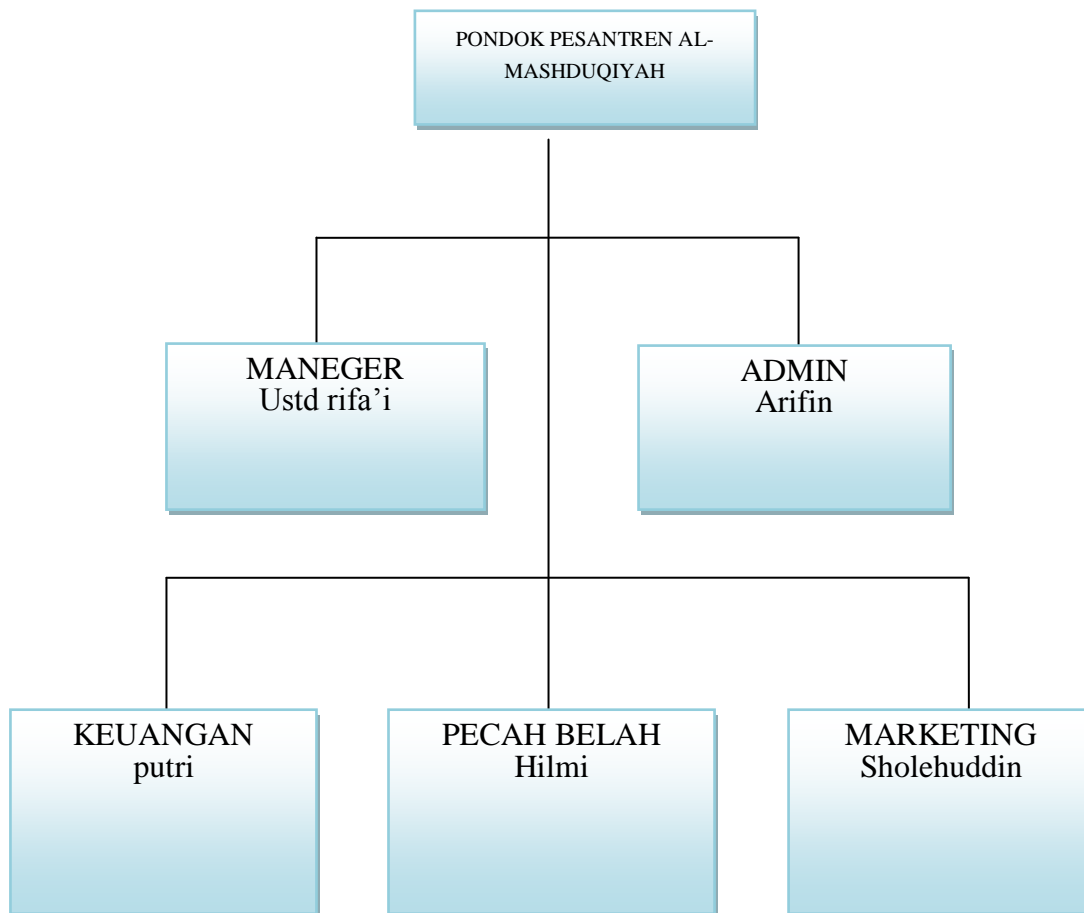 PONDOK PESANTREN AL-
MASHDUQIYAH
MANEGER
Ustd rifa’i
ADMIN
Arifin
KEUANGAN
putri
PECAH BELAH
Hilmi
MARKETING
Sholehuddin